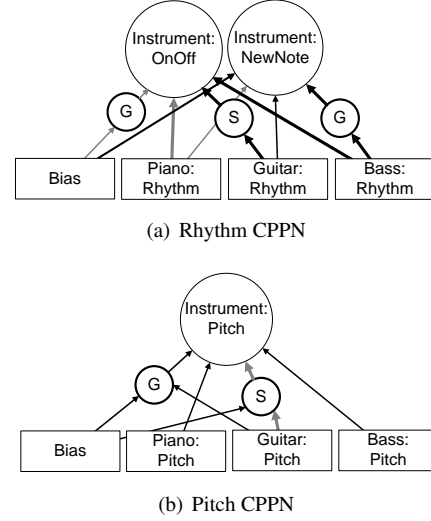 Instrument:
OnOff
Instrument:
NewNote
G
S
G
Bias
Piano:
Rhythm
Guitar:
Rhythm
Bass:
Rhythm
(a) Rhythm CPPN
Instrument:
Pitch
G
S
Bias
Piano:
Pitch
Guitar:
Pitch
Bass:
Pitch
(b) Pitch CPPN